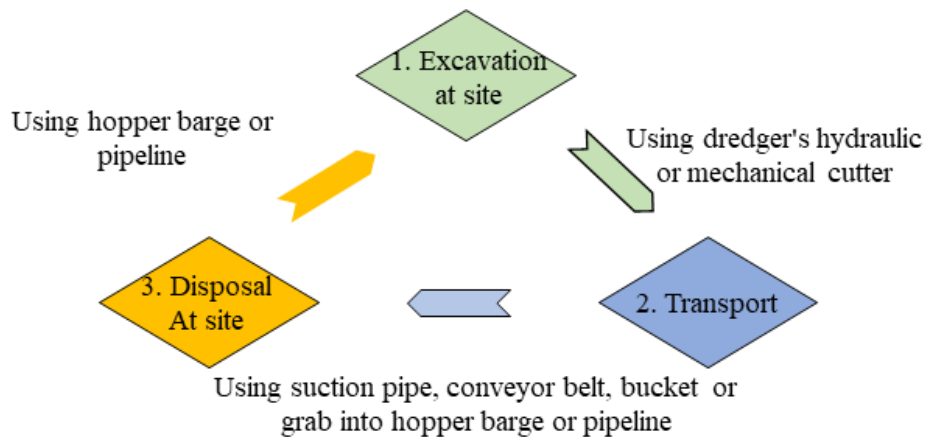 1. Excavation
at site
Using hopper barge or
pipeline
Using dredger's hydraulic
or mechanical cutter
3. Disposal
At site
2. Transport
Using suction pipe, conveyor belt, bucket or
grab into hopper barge or pipeline